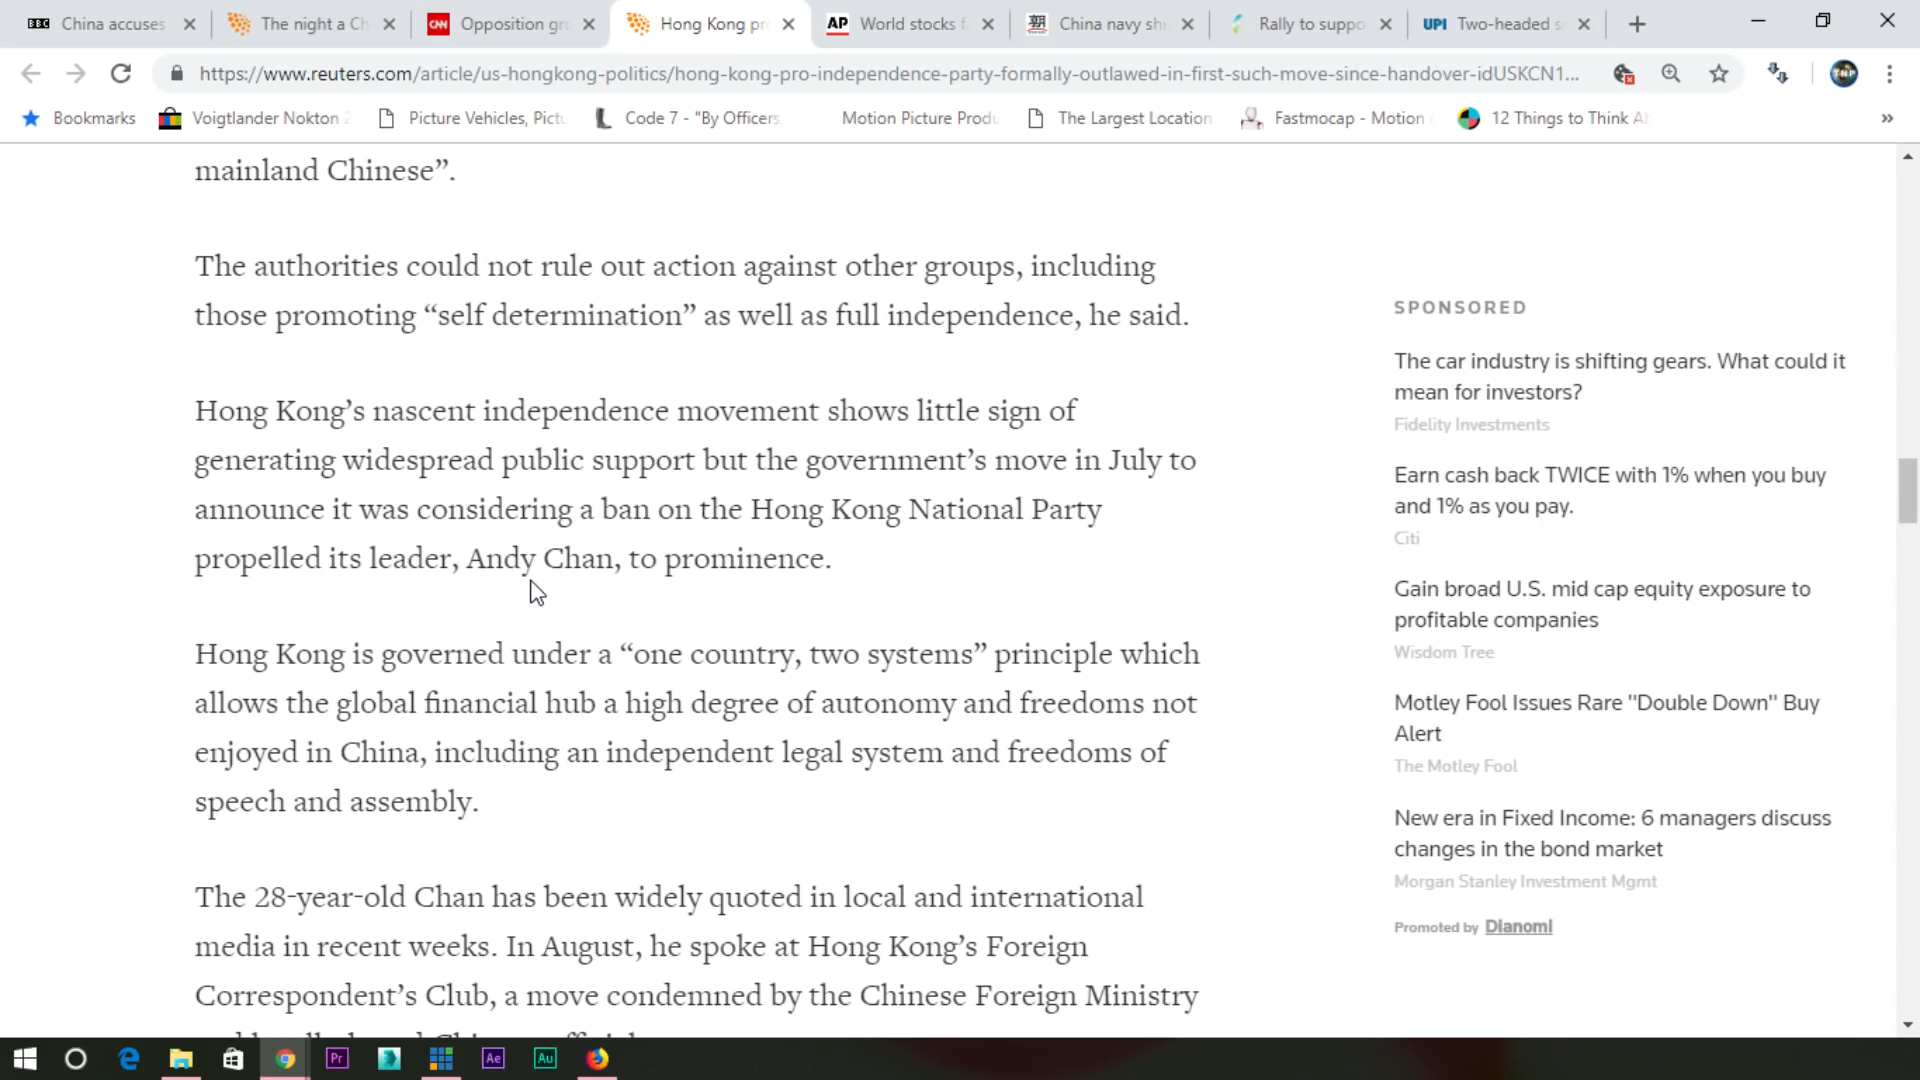 BBC China accuses
The night a Ch
CNN Opposition gr
Hong Kong pr
AP World stocks f
China navy shi
Rally to suppo
UPI Two-headed s
https://www.reuters.com/article/us-hongkong-politics/hong-kong-pro-independence-party-formally-outlawed-in-first-such-move-since-handover-idUSKCN1...
TNP
Bookmarks
Voigtlander Nokton
Picture Vehicles, Pictu
Code 7 - "By Officers
Motion Picture Produ
The Largest Location
Fastmocap - Motion
12 Things to Think Ab
»
mainland Chinese”.
The authorities could not rule out action against other groups, including
those promoting “self determination” as well as full independence, he said.
Hong Kong’s nascent independence movement shows little sign of
generating widespread public support but the government’s move in July to
announce it was considering a ban on the Hong Kong National Party
propelled its leader, Andy Chan, to prominence.
Hong Kong is governed under a “one country, two systems” principle which
allows the global financial hub a high degree of autonomy and freedoms not
enjoyed in China, including an independent legal system and freedoms of
speech and assembly.
The 28-year-old Chan has been widely quoted in local and international
media in recent weeks. In August, he spoke at Hong Kong’s Foreign
Correspondent’s Club, a move condemned by the Chinese Foreign Ministry
SPONSORED
The car industry is shifting gears. What could it
mean for investors?
Fidelity Investments
Earn cash back TWICE with 1% when you buy
and 1% as you pay.
Citi
Gain broad U.S. mid cap equity exposure to
profitable companies
Wisdom Tree
Motley Fool Issues Rare "Double Down" Buy
Alert
The Motley Fool
New era in Fixed Income: 6 managers discuss
changes in the bond market
Morgan Stanley Investment Mgmt
Promoted by Dianomi
Pr
Ae
Au